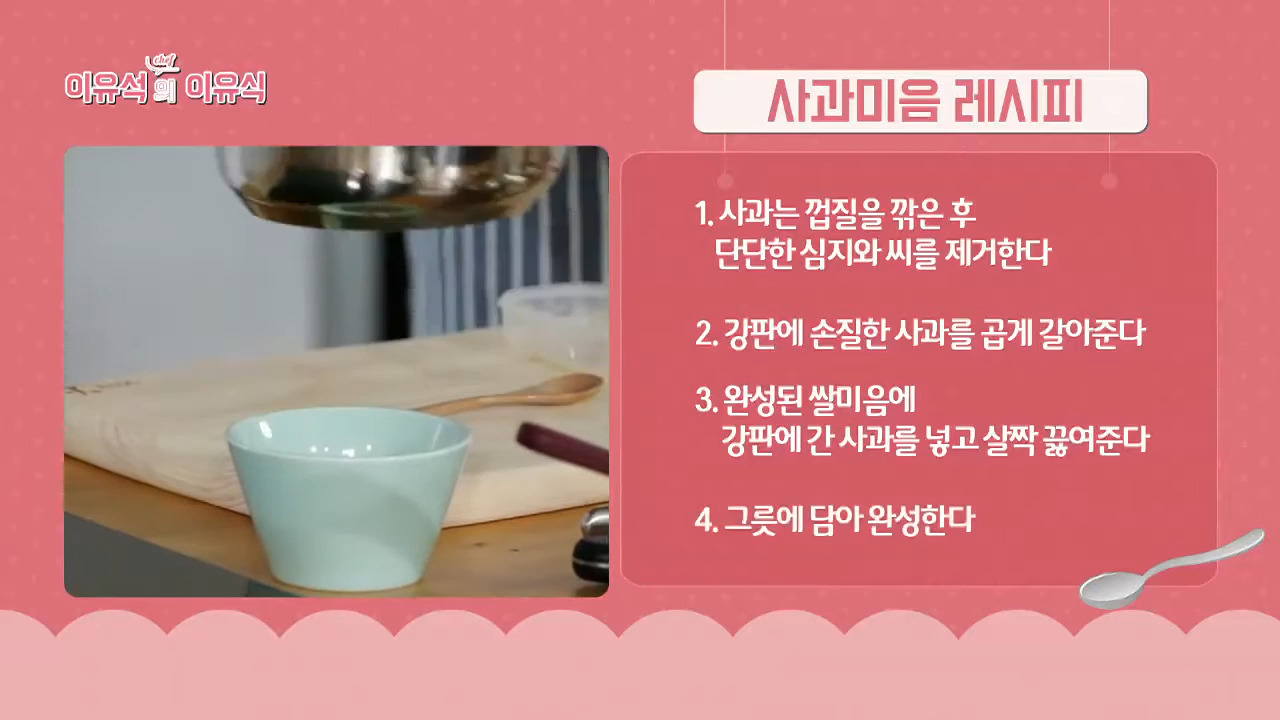 chef
이유석의 이유식
사과미음 레시피
1. 사과는 껍질을 깎은 후
단단한 심지와 씨를 제거한다
2. 강판에 손질한 사과를 곱게 갈아준다
3. 완성된 쌀미음에
강판에 간 사과를 넣고 살짝 끓여준다
4. 그릇에 담아 완성한다